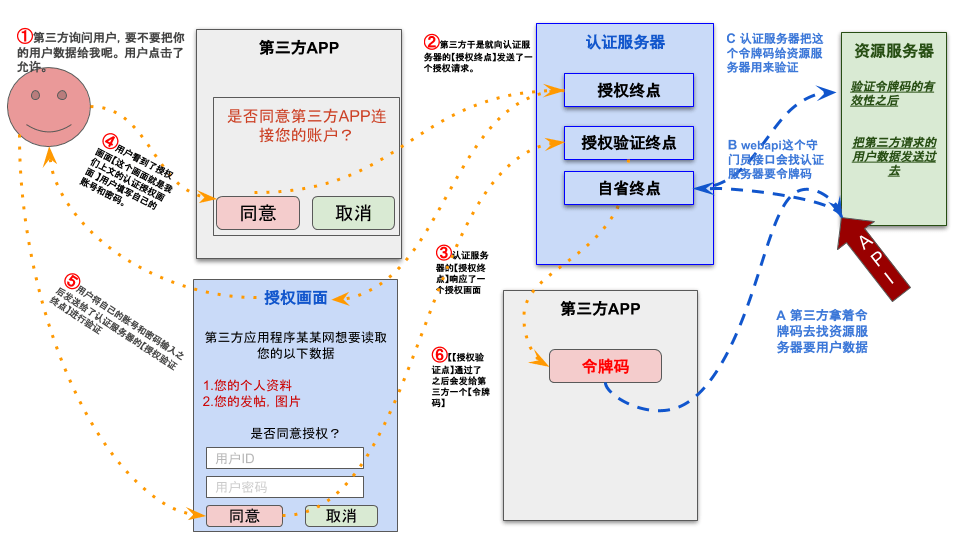 ①第三方询问用户，要不要把你
的用户数据给我呢。用户点击了
允许。
第三方APP
是否同意第三方APP连
接您的账户？
同意
取消
②第三方于是就向认证服
务器的【授权终点】发送了一
个授权请求。
认证服务器
授权终点
授权验证终点
自省终点
C 认证服务器把这
个令牌码给资源服
务器用来验证
B webapi这个守
门员接口会找认证
服务器要令牌码
资源服务器
验证令牌码的有
效性之后
把第三方请求的
用户数据发送过
去
API
A 第三方拿着令
牌码去找资源服
务器要用户数据
④用户看到了授权
画面【这个画面就是我
们上文的认证授权画
面】用户填写自己的
账号和密码。
③认证服务
器的【授权终
点】响应了一
个授权画面
⑤用户将自己的账号和密码输入之
后发送给了认证服务器的【授权验证
终点】进行验证
授权画面
第三方应用程序某某网想要读取
您的以下数据
1.您的个人资料
2.您的发帖，图片
是否同意授权？
用户ID
用户密码
同意
取消
⑥【【授权验
证点】通过了
之后会发给第
三方一个【令牌
码】
第三方APP
令牌码